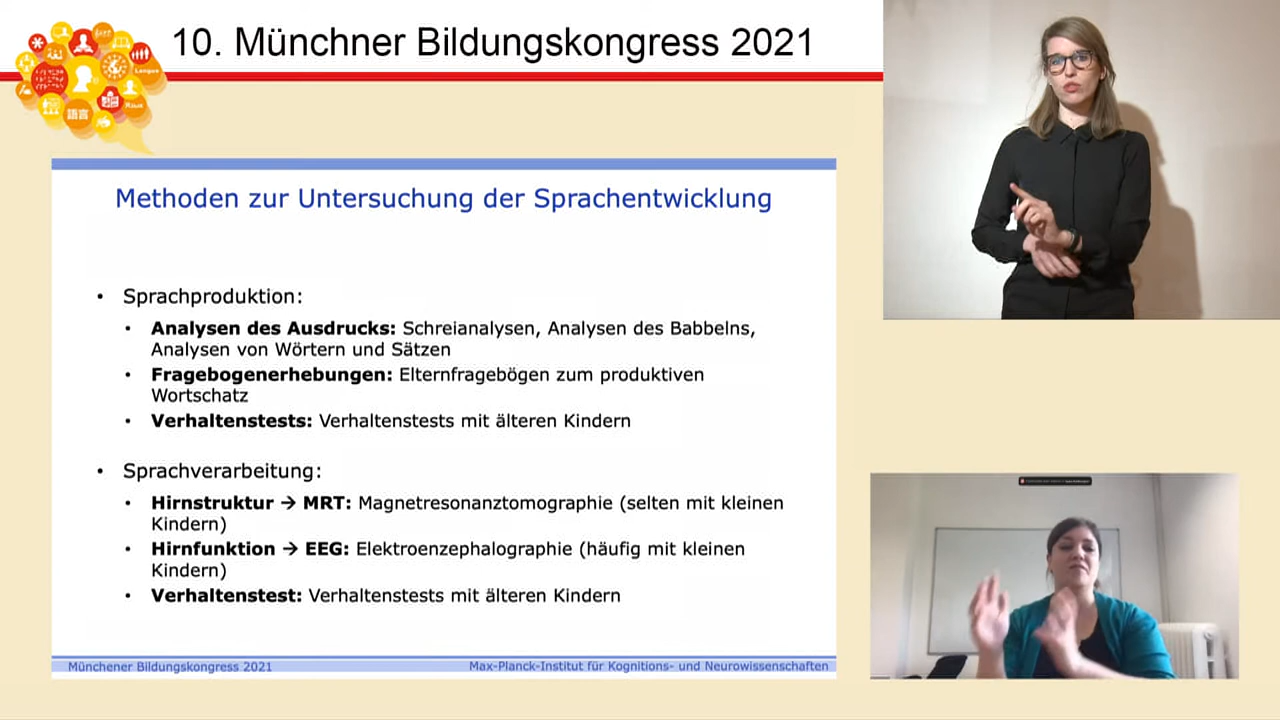 10. Münchner Bildungskongress 2021
語言
Methoden zur Untersuchung der Sprachentwicklung
• Sprachproduktion:
• Analysen des Ausdrucks: Schreianalysen, Analysen des Babbelns,
Analysen von Wörtern und Sätzen
• Fragebogenerhebungen: Elternfragebögen zum produktiven
Wortschatz
• Verhaltenstests: Verhaltenstests mit älteren Kindern
• Sprachverarbeitung:
• Hirnstruktur → MRT: Magnetresonanztomographie (selten mit kleinen
Kindern)
• Hirnfunktion → EEG: Elektroenzephalographie (häufig mit kleinen
Kindern)
• Verhaltenstest: Verhaltenstests mit älteren Kindern
Münchener Bildungskongress 2021
Max-Planck-Institut für Kognitions- und Neurowissenschaften